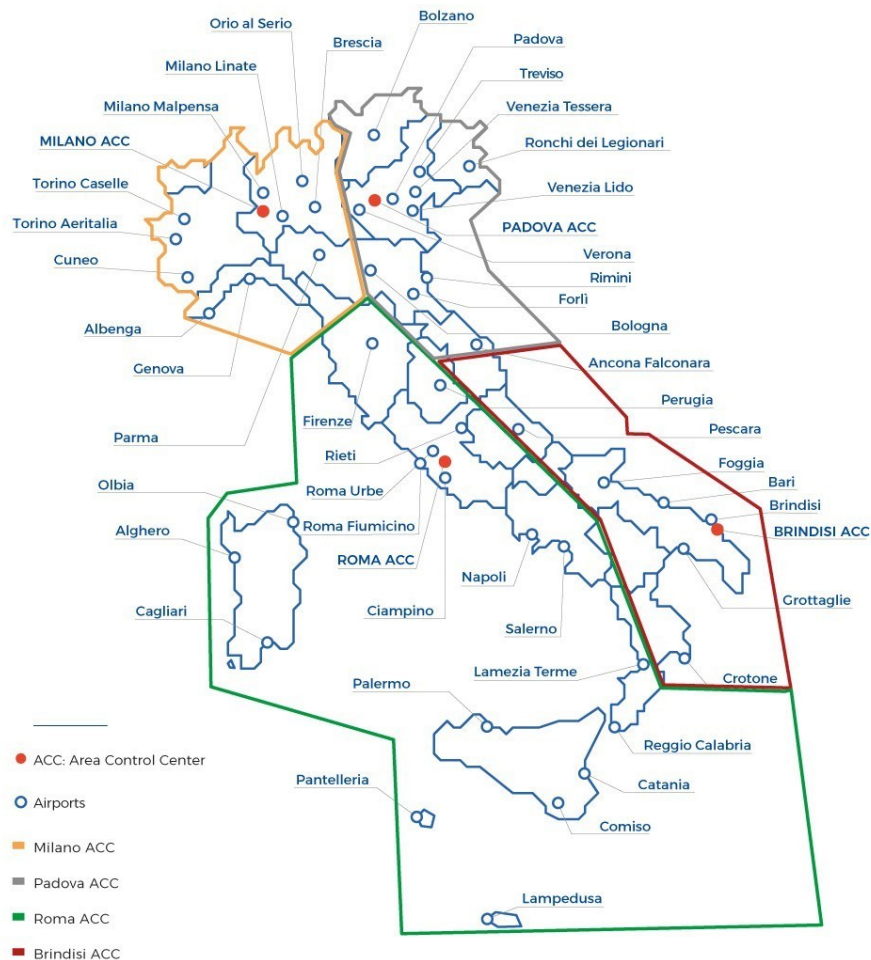 Orio al Serio
Bolzano
Brescia
Padova
Milano Linate
Treviso
Milano Malpensa
Venezia Tessera
MILANO ACC
Ronchi dei Legionari
Torino Caselle
Venezia Lido
Torino Aeritalia
PADOVA ACC
Cuneo
Verona
Rimini
Forlì
Albenga
Bologna
Genova
Ancona Falconara
Perugia
Firenze
Parma
Pescara
Rieti
Foggia
Olbia
Roma Urbe
Bari
Brindisi
Roma Fiumicino
Alghero
BRINDISI ACC
ROMA ACC
Napoli
Grottaglie
Cagliari
Ciampino
Salerno
Lamezia Terme
Crotone
Palermo
Reggio Calabria
Pantelleria
Catania
Comiso
Lampedusa
ACC: Area Control Center
Airports
Milano ACC
Padova ACC
Roma ACC
Brindisi ACC